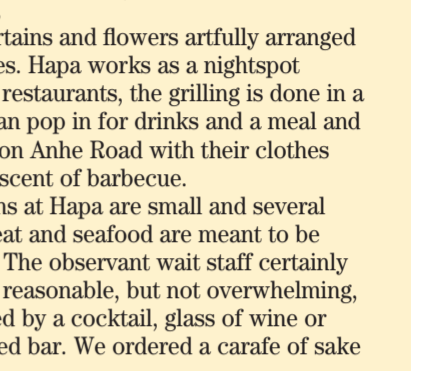 rtains and flowers artfully arranged
es. Hapa works as a nightspot
restaurants, the grilling is done in a
an pop in for drinks and a meal and
on Anhe Road with their clothes
scent of barbecue.
ns at Hapa are small and several
eat and seafood are meant to be
The observant wait staff certainly
reasonable, but not overwhelming,
ed by a cocktail, glass of wine or
ed bar. We ordered a carafe of sake